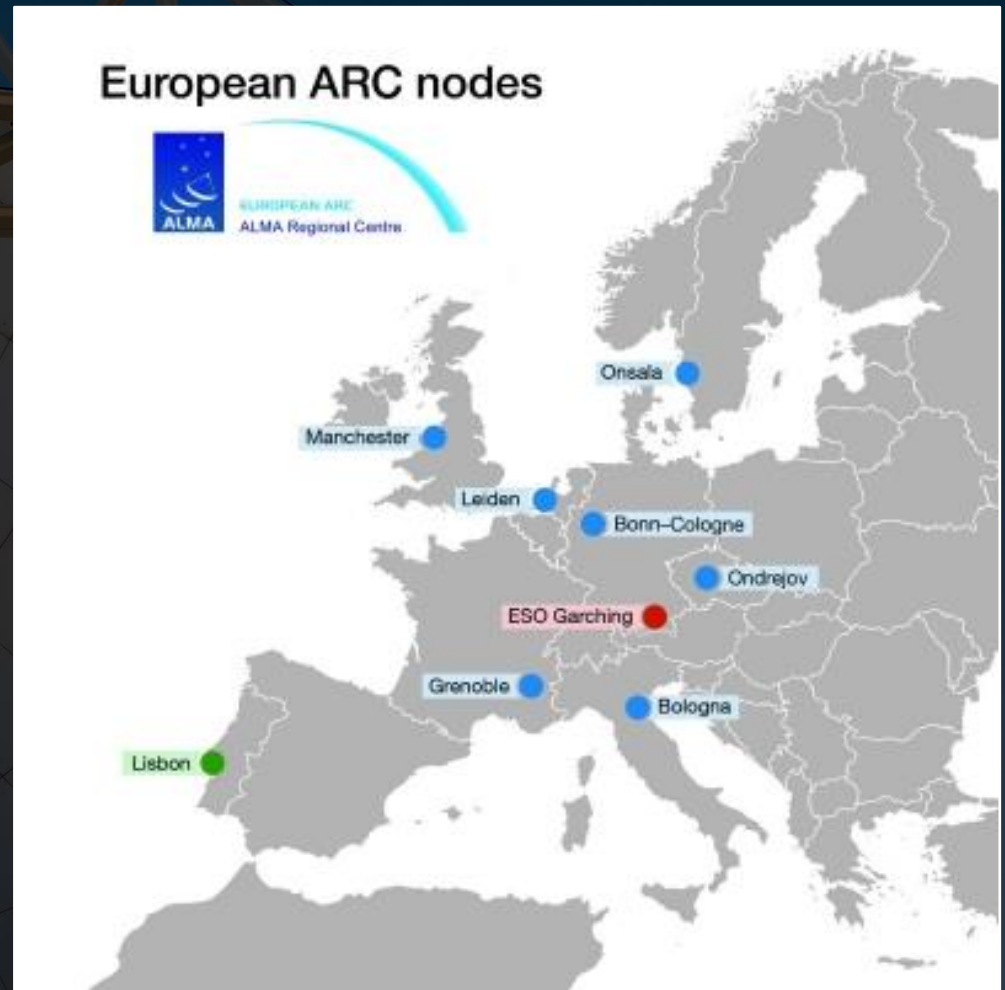 European ARC nodes
ALMA
EUROPEAN ARC
ALMA Regional Centre
Onsala
Manchester
Leiden
Bonn–Cologne
Ondrejov
ESO Garching
Grenoble
Bologna
Lisbon